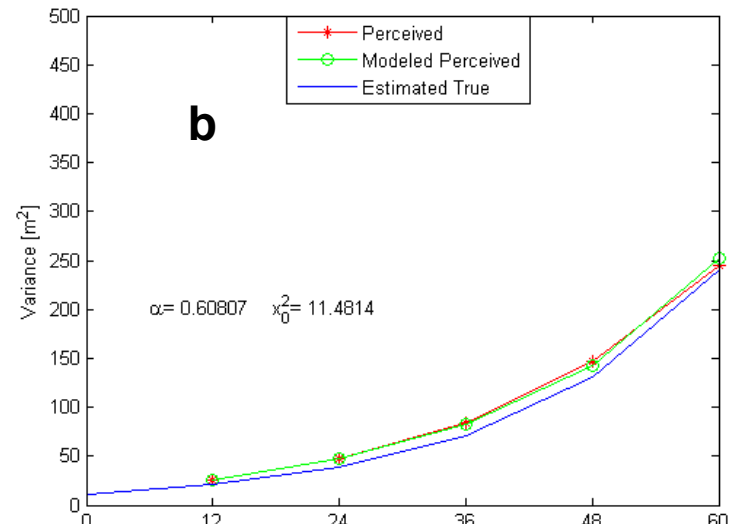 500
450
400
350
300
250
200
150
100
50
0
Variance [m²]
Perceived
Modeled Perceived
Estimated True
b
α= 0.60807 x₀²= 11.4814
0 12 24 36 48 60